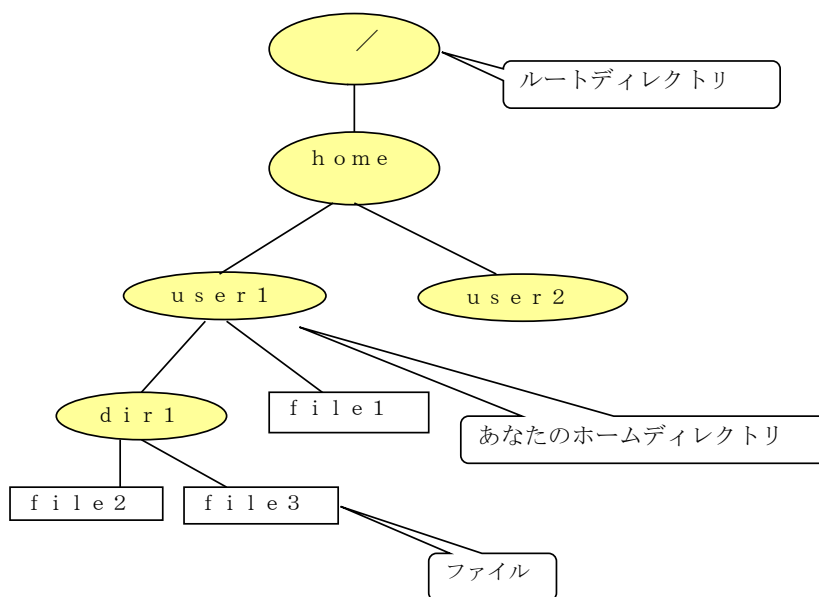 ／
ルートディレクトリ
ｈｏｍｅ
ｕｓｅｒ１
ｕｓｅｒ２
ｄｉｒ１
ｆｉｌｅ１
あなたのホームディレクトリ
ｆｉｌｅ２
ｆｉｌｅ３
ファイル